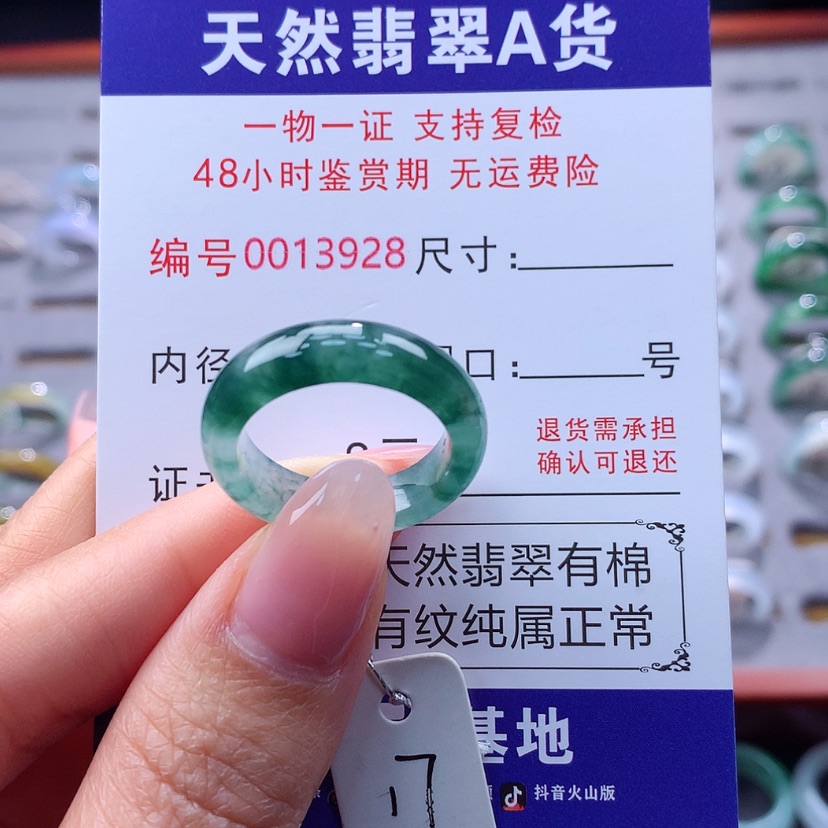 天然翡翠A货
一物一证 支持复检
48小时鉴赏期 无运费险
编号0013928 尺寸:
内径 口: 号
退货需承担
确认可退还
证
天然翡翠有棉
有纹纯属正常
基地
抖音火山版
17